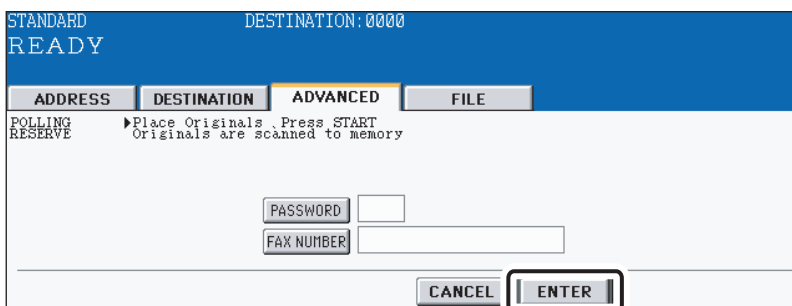 STANDARD DESTINATION:0000
READY
ADDRESS DESTINATION ADVANCED FILE
POLLING ▶Place Originals 、Press START
RESERVE Originals are scanned to memory
PASSWORD
FAX NUMBER
CANCEL ENTER